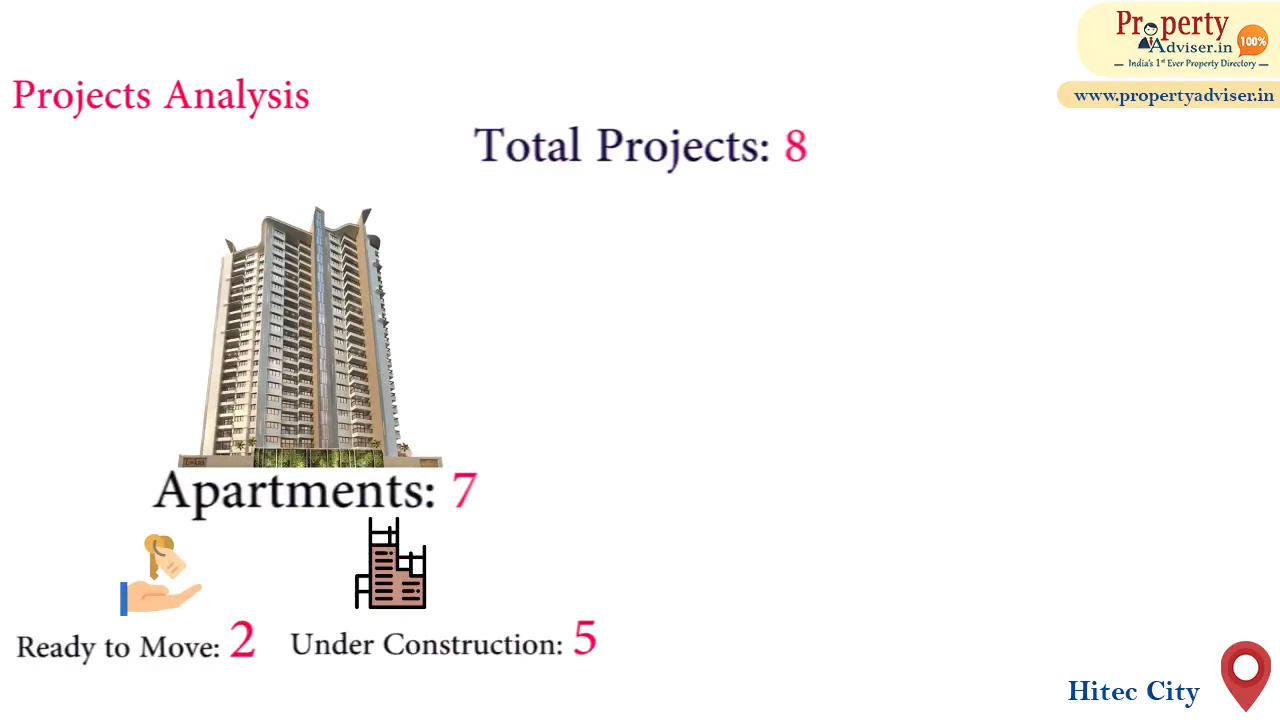 Property
Adviser.in
100%
India's 1st Ever Property Directory
www.propertyadviser.in
Projects Analysis
Total Projects: 8
Apartments: 7
Ready to Move: 2
Under Construction: 5
Hitec City